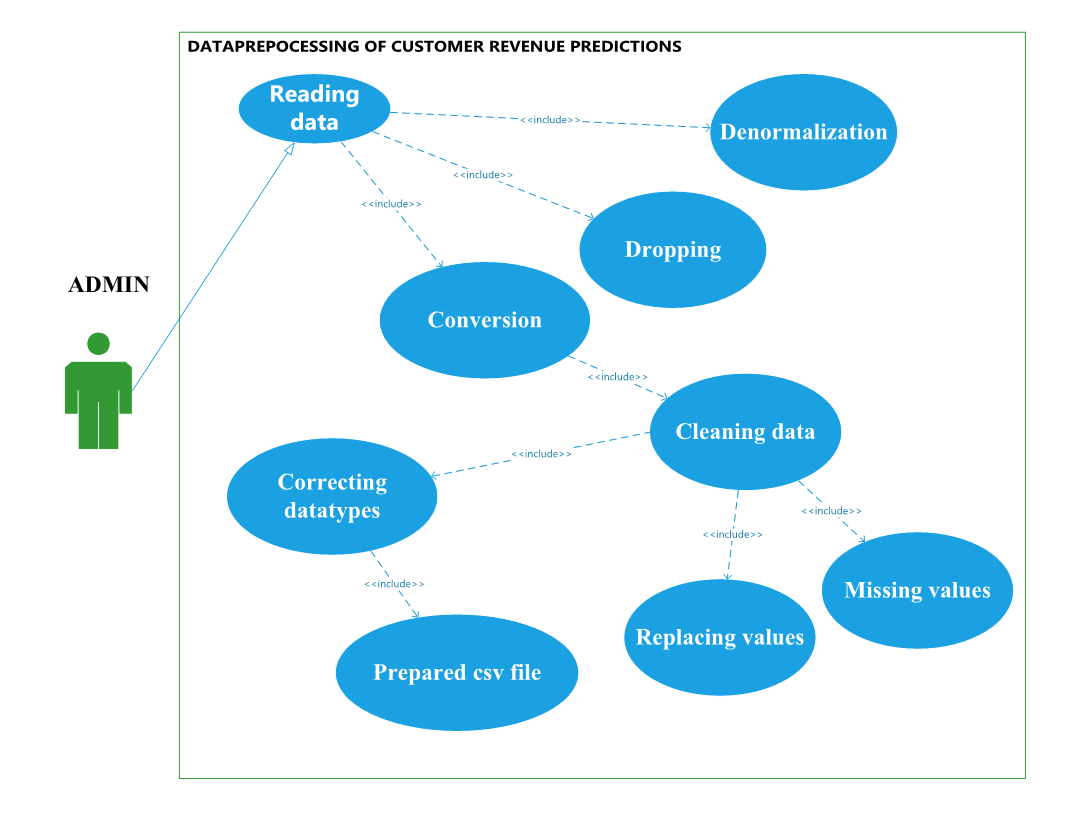 DATAPREPOCESSING OF CUSTOMER REVENUE PREDICTIONS
Reading
data
<<include>>
Denormalization
<<include>>
<<include>>
Dropping
ADMIN
Conversion
<<include>>
Cleaning data
<<include>>
Correcting
datatypes
<<include>>
<<include>>
<<include>>
Missing values
Replacing values
Prepared csv file